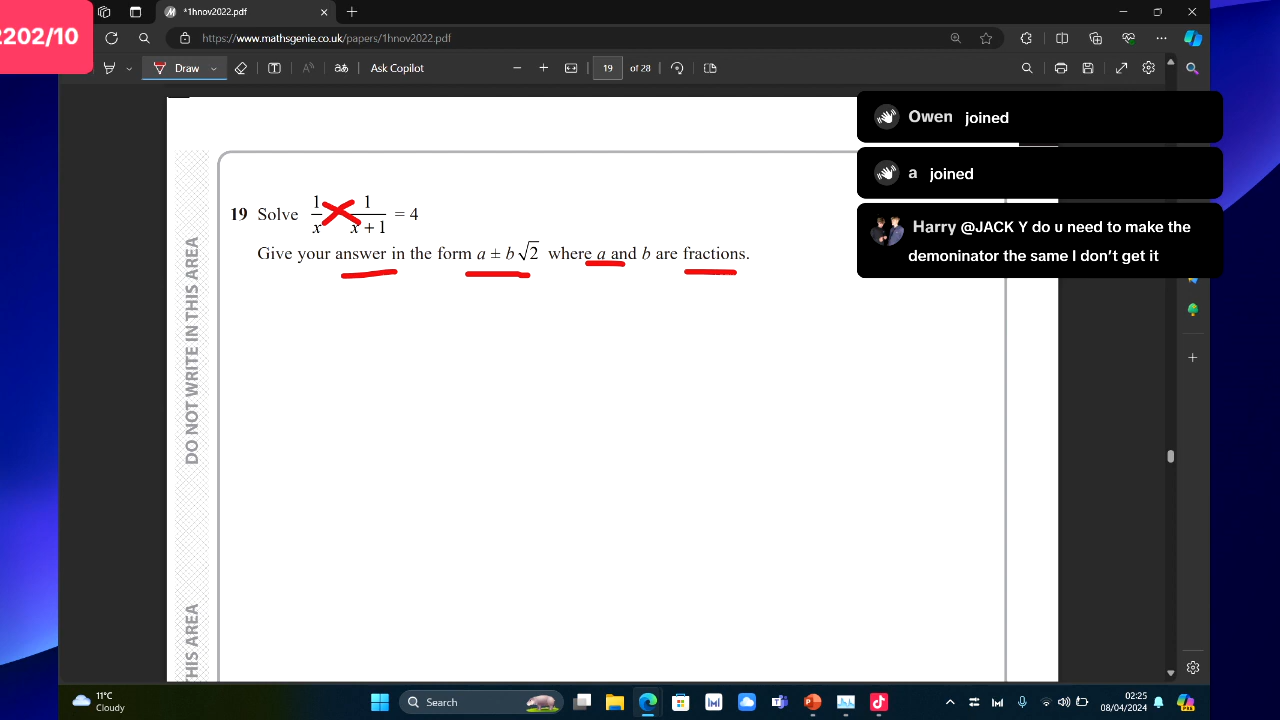 2202/10
*1hnov2022.pdf
https://www.mathsgenie.co.uk/papers/1hnov2022.pdf
Draw
Ask Copilot
19 of 28
Owen joined
a joined
Harry @JACK Y do u need to make the
demoninator the same I don't get it
19 Solve 1/x 1/x + 1 = 4
Give your answer in the form a ± b √2 where a and b are fractions.
DO NOT WRITE IN THIS AREA
THIS AREA
11°C
Cloudy
Search
02:25
08/04/2024